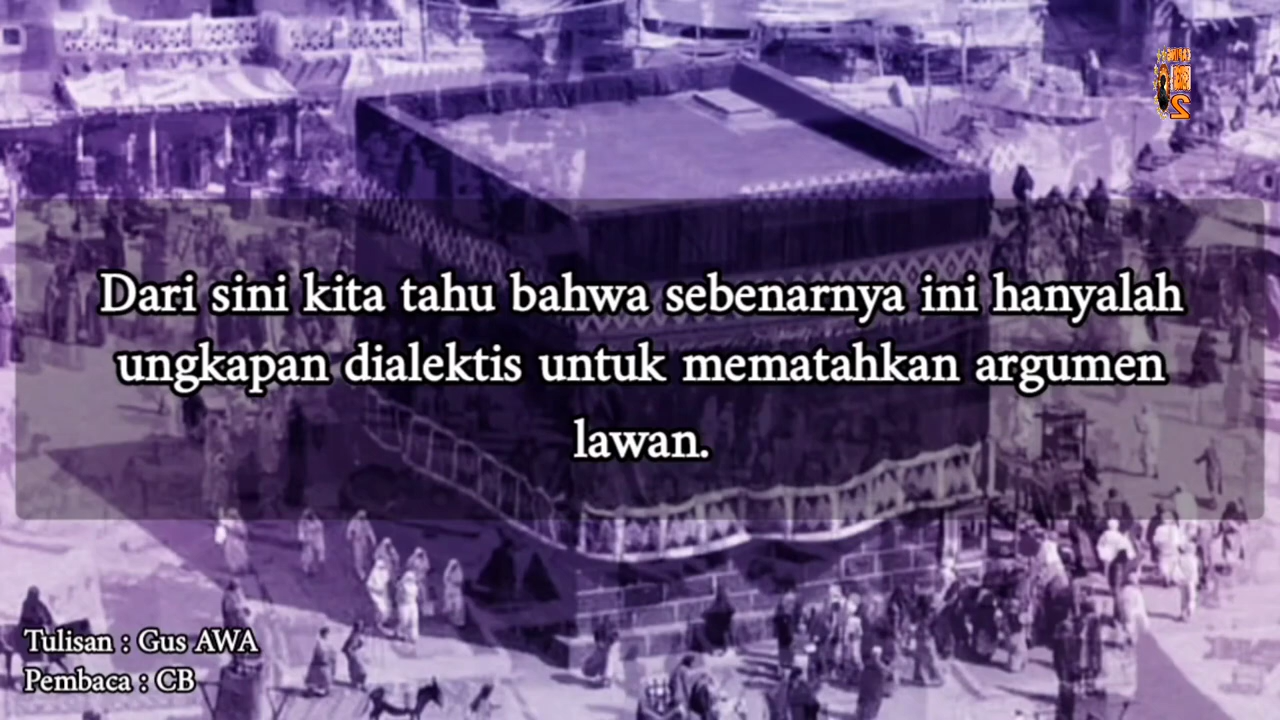 Dari sini kita tahu bahwa sebenarnya ini hanyalah
ungkapan dialektis untuk mematahkan argumen
lawan.
Tulisan : Gus AWA
Pembaca : CB
2